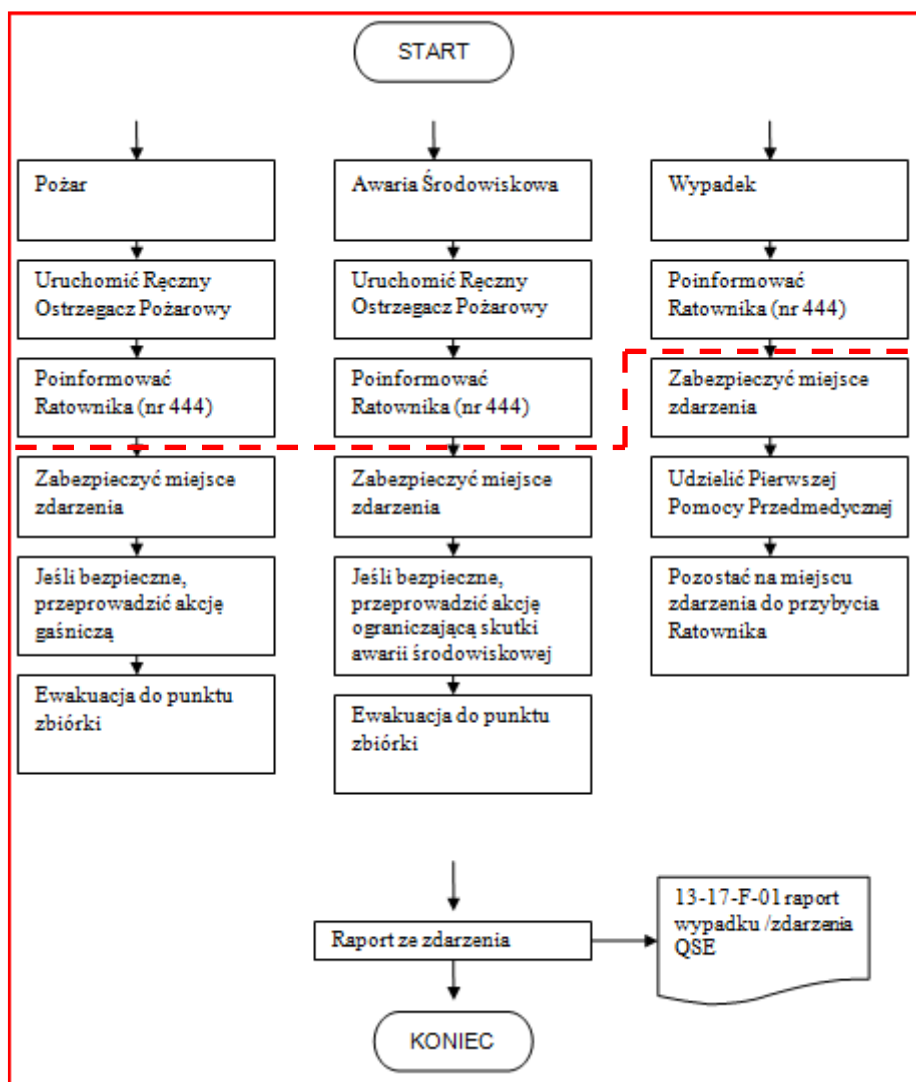 START
Pożar
Uruchomić Ręczny
Ostrzegacz Pożarowy
Poinformować
Ratownika (nr 444)
Zabezpieczyć miejsce
zdarzenia
Jeśli bezpieczne,
przeprowadzić akcję
gaśniczą
Ewakuacja do punktu
zbiórki
Awaria Środowiskowa
Uruchomić Ręczny
Ostrzegacz Pożarowy
Poinformować
Ratownika (nr 444)
Zabezpieczyć miejsce
zdarzenia
Jeśli bezpieczne,
przeprowadzić akcję
ograniczającą skutki
awarii środowiskowej
Ewakuacja do punktu
zbiórki
Wypadek
Poinformować
Ratownika (nr 444)
Zabezpieczyć miejsce
zdarzenia
Udzielić Pierwszej
Pomocy Przedmedycznej
Pozostać na miejscu
zdarzenia do przybycia
Ratownika
Raport ze zdarzenia
13-17-F-01 raport
wypadku /zdarzenia
QSE
KONIEC